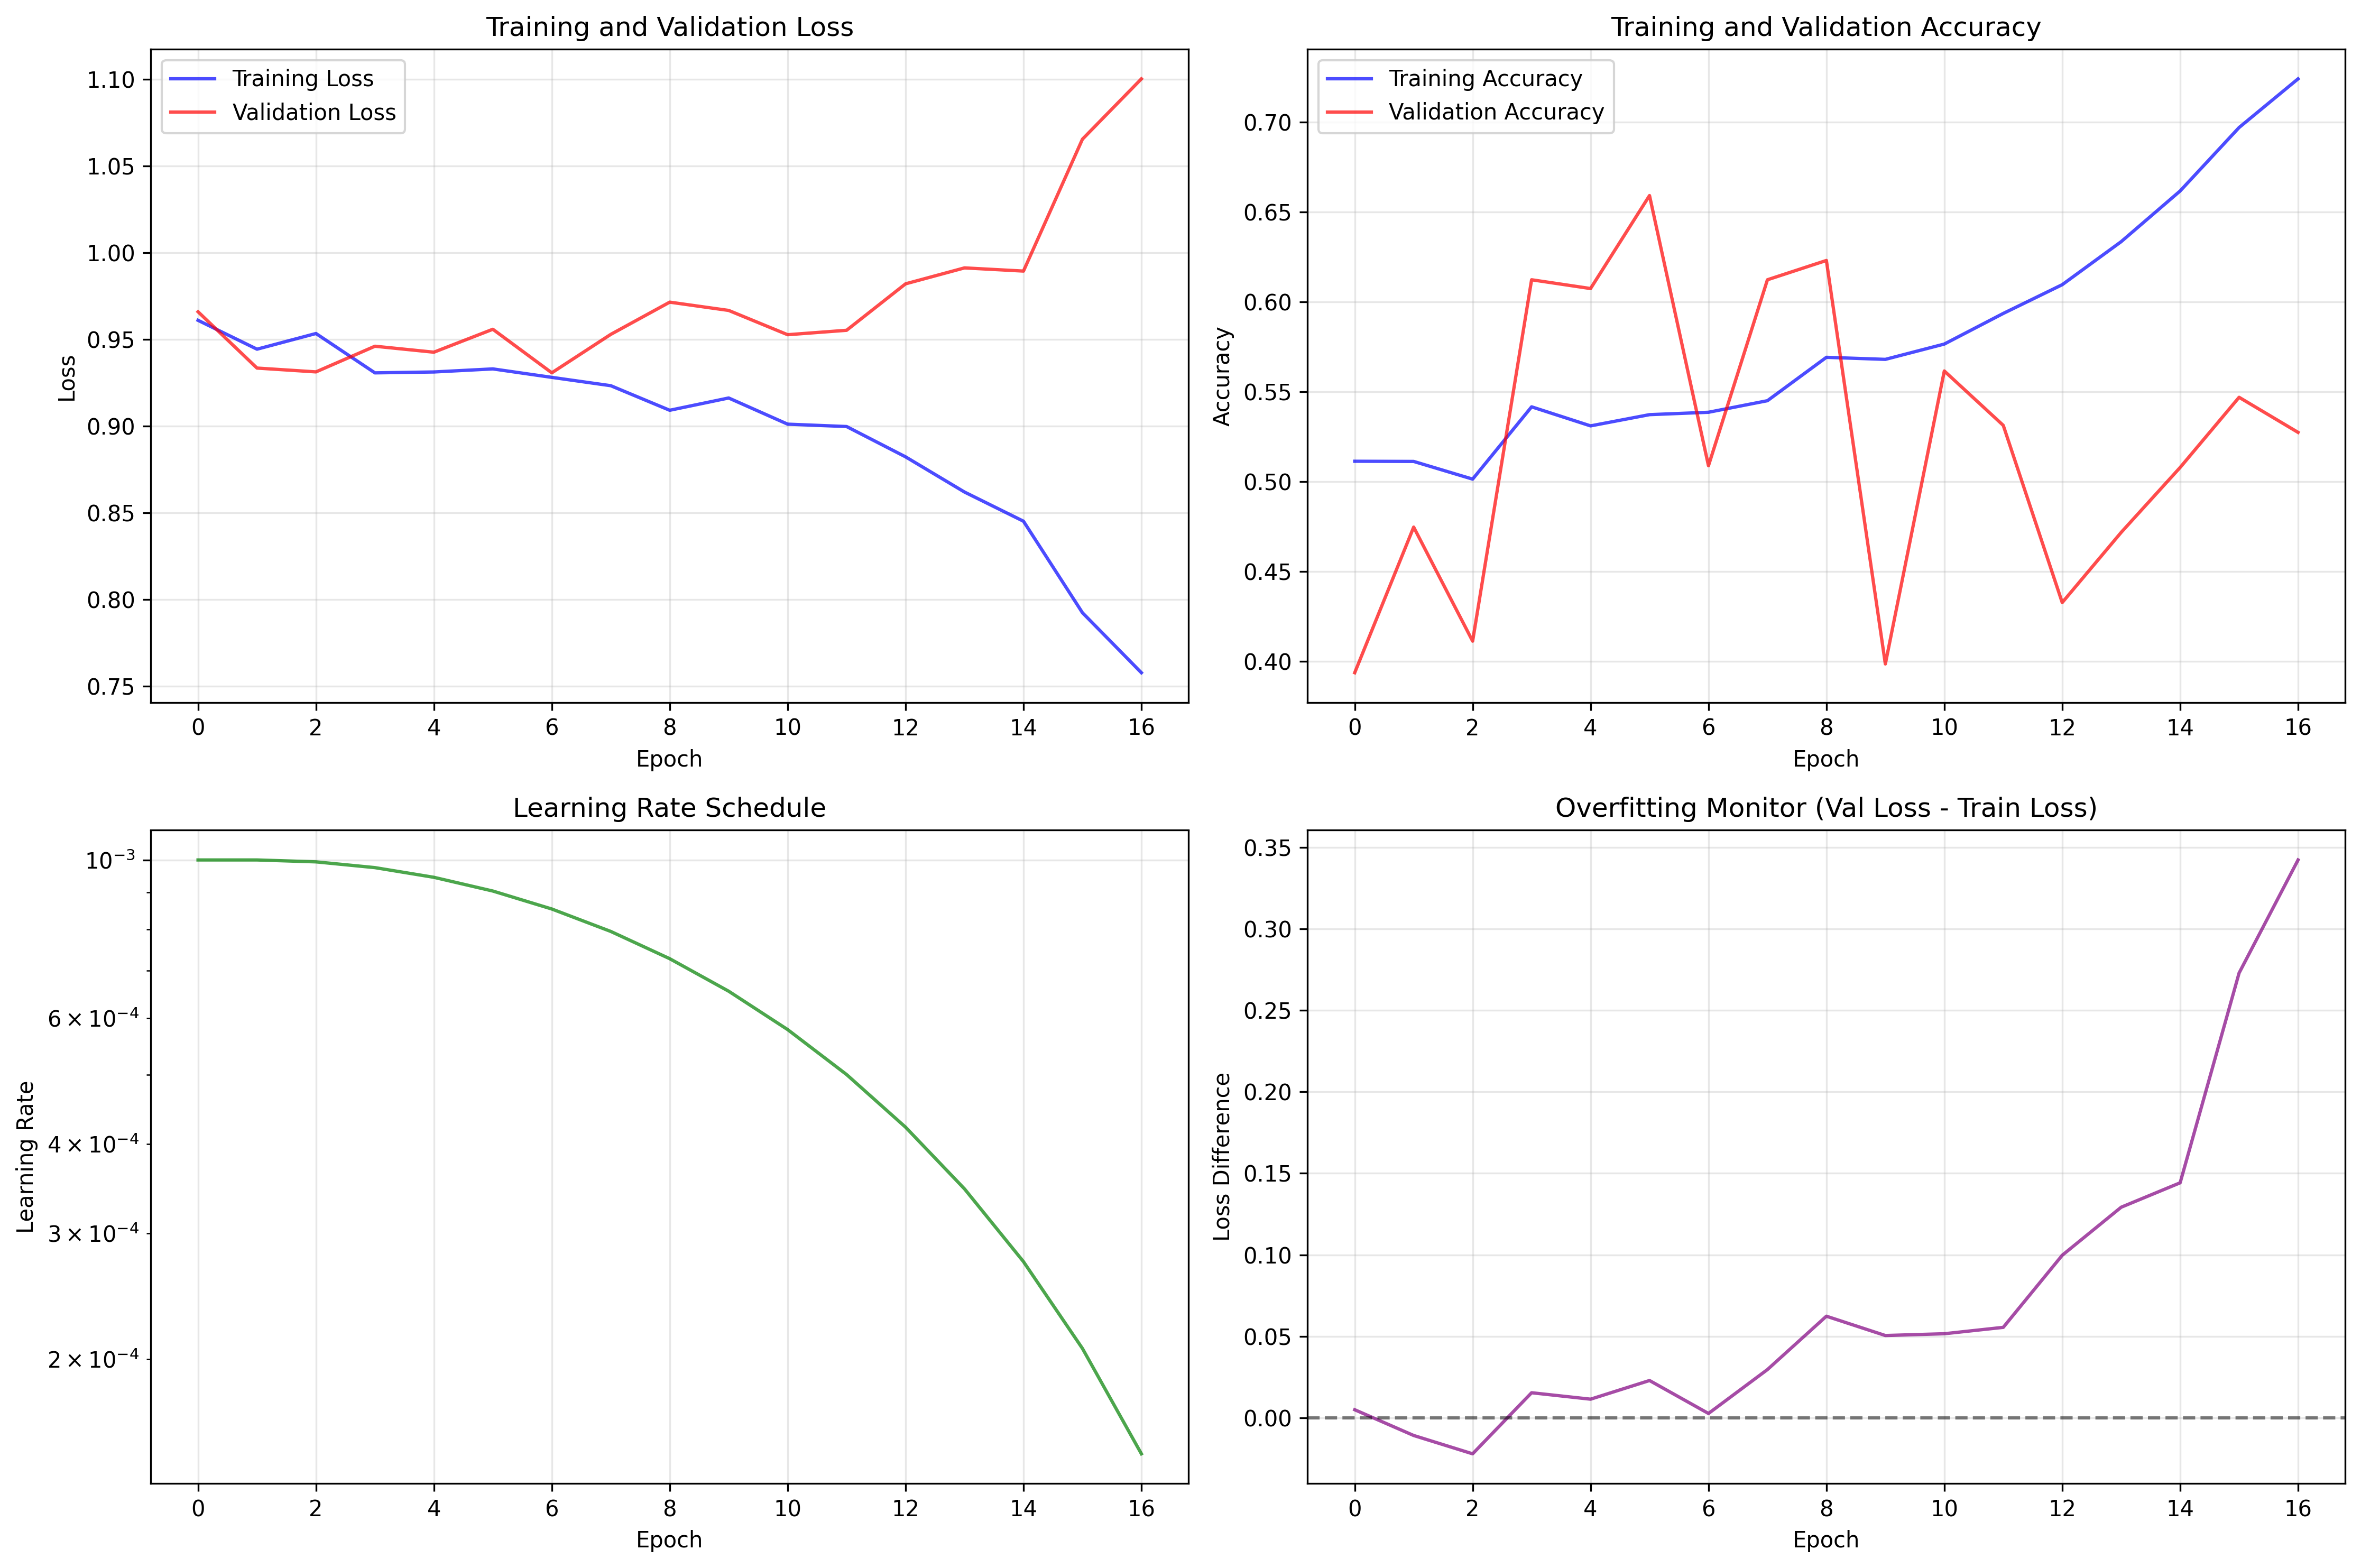 Training and Validation Loss
Training Loss
Validation Loss
1.10
1.05
1.00
0.95
0.90
0.85
0.80
0.75
Loss
0 2 4 6 8 10 12 14 16
Epoch
Training and Validation Accuracy
Training Accuracy
Validation Accuracy
0.70
0.65
0.60
0.55
0.50
0.45
0.40
Accuracy
0 2 4 6 8 10 12 14 16
Epoch
Learning Rate Schedule
10⁻³
6 × 10⁻⁴
4 × 10⁻⁴
3 × 10⁻⁴
2 × 10⁻⁴
Learning Rate
0 2 4 6 8 10 12 14 16
Epoch
Overfitting Monitor (Val Loss - Train Loss)
0.35
0.30
0.25
0.20
0.15
0.10
0.05
0.00
Loss Difference
0 2 4 6 8 10 12 14 16
Epoch